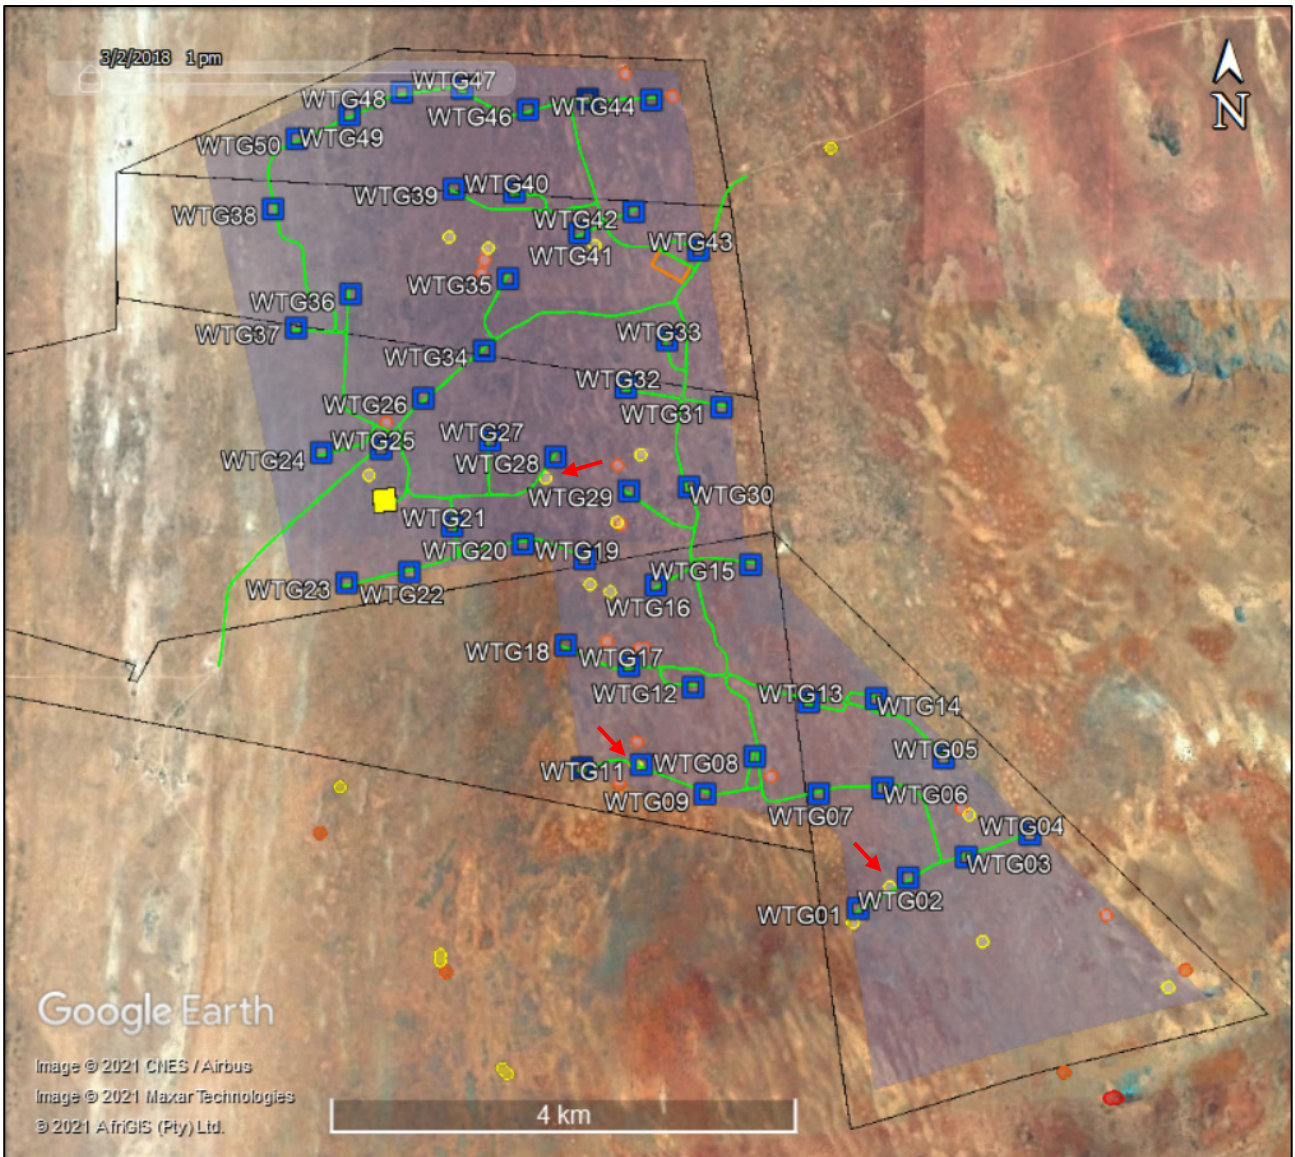 3/2/2018 1 pm
N
WTG47
WTG48
WTG46
WTG44
WTG50
WTG49
WTG39
WTG40
WTG38
WTG42
WTG43
WTG41
WTG35
WTG36
WTG37
WTG33
WTG34
WTG32
WTG26
WTG31
WTG27
WTG25
WTG24
WTG28
WTG29
WTG30
WTG21
WTG20
WTG19
WTG15
WTG23
WTG22
WTG16
WTG18
WTG17
WTG12
WTG13
WTG14
WTG05
WTG11
WTG08
WTG09
WTG07
WTG06
WTG04
WTG03
WTG02
WTG01
Google Earth
Image © 2021 CNES / Airbus
Image © 2021 Maxar Technologies
© 2021 AfriGIS (Pty) Ltd.
4 km